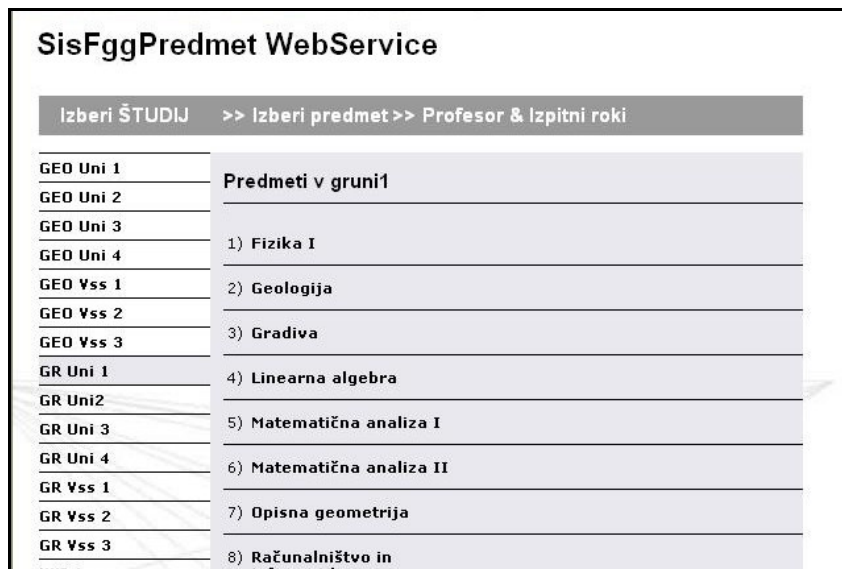 SisFggPredmet WebService
Izberi ŠTUDIJ >> Izberi predmet >> Profesor & Izpitni roki
GEO Uni 1
GEO Uni 2
GEO Uni 3
GEO Uni 4
GEO Vss 1
GEO Vss 2
GEO Vss 3
GR Uni 1
GR Uni2
GR Uni 3
GR Uni 4
GR Vss 1
GR Vss 2
GR Vss 3
Predmeti v gruni1
1) Fizika I
2) Geologija
3) Gradiva
4) Linearna algebra
5) Matematična analiza I
6) Matematična analiza II
7) Opisna geometrija
8) Računalništvo in